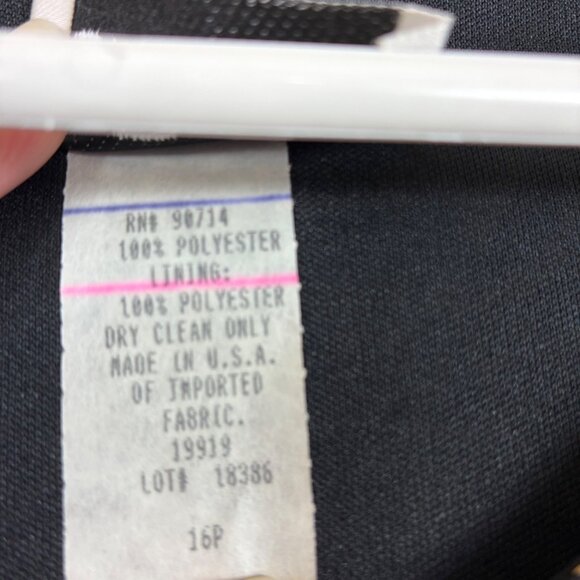 RN# 90714
100% POLYESTER
LINING:
100% POLYESTER
DRY CLEAN ONLY
MADE IN U.S.A.
OF IMPORTED
FABRIC.
19919
LOT# 18386
16P